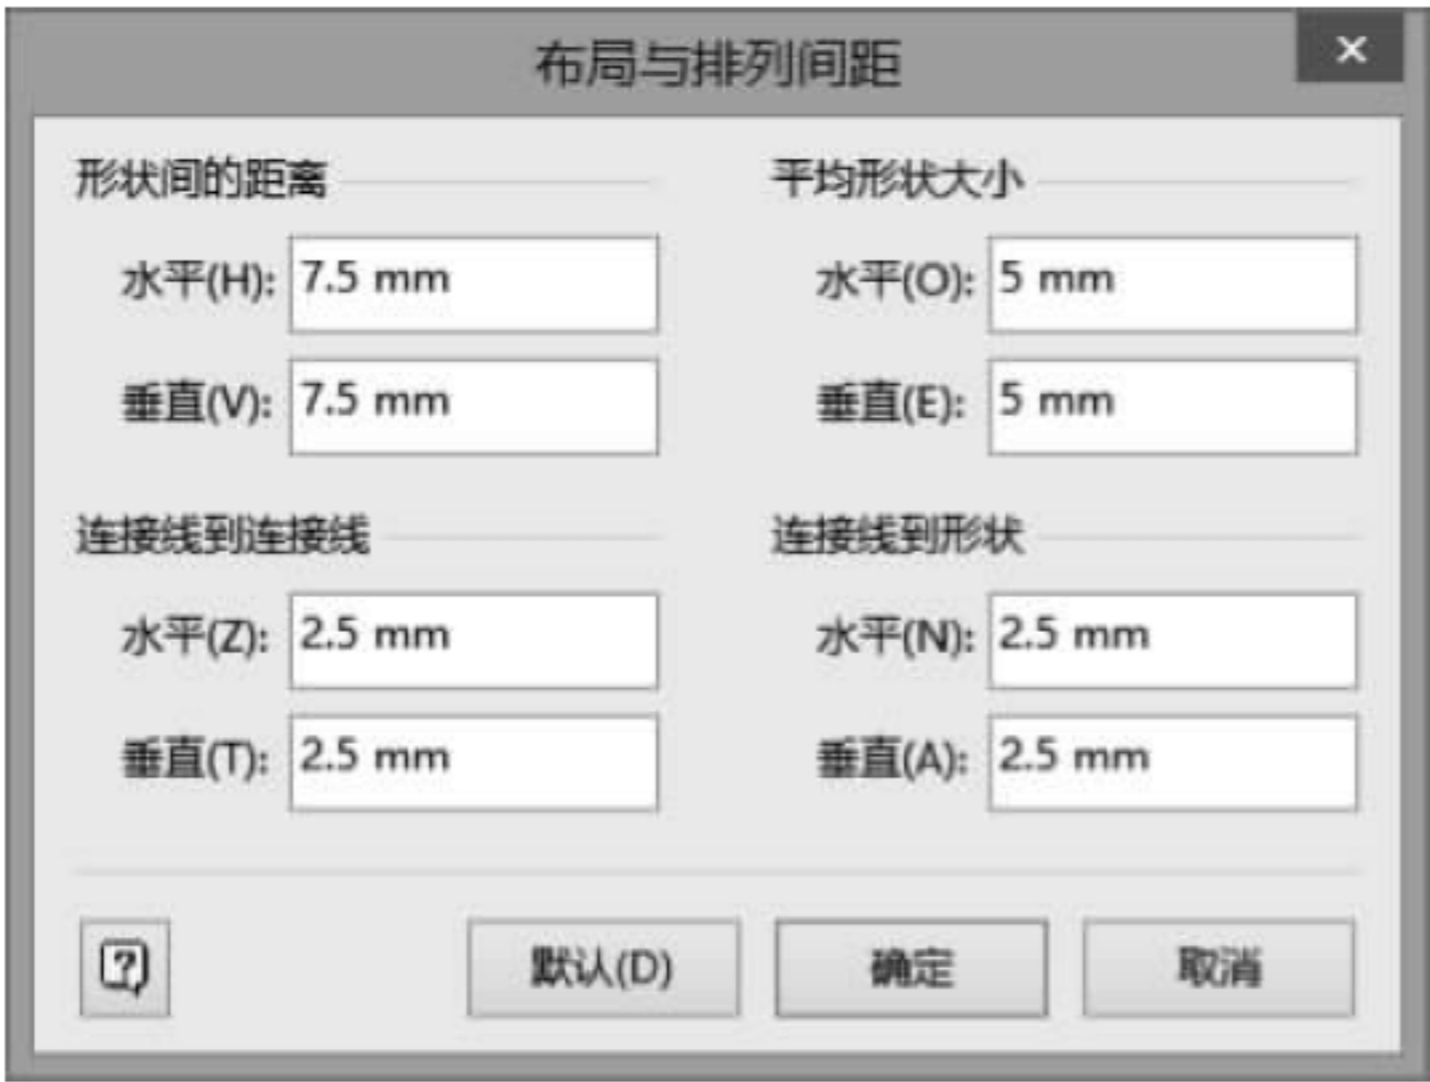 布局与排列间距
形状间的距离
水平(H): 7.5 mm
垂直(V): 7.5 mm
平均形状大小
水平(O): 5 mm
垂直(E): 5 mm
连接线到连接线
水平(Z): 2.5 mm
垂直(T): 2.5 mm
连接线到形状
水平(N): 2.5 mm
垂直(A): 2.5 mm
默认(D) 确定 取消